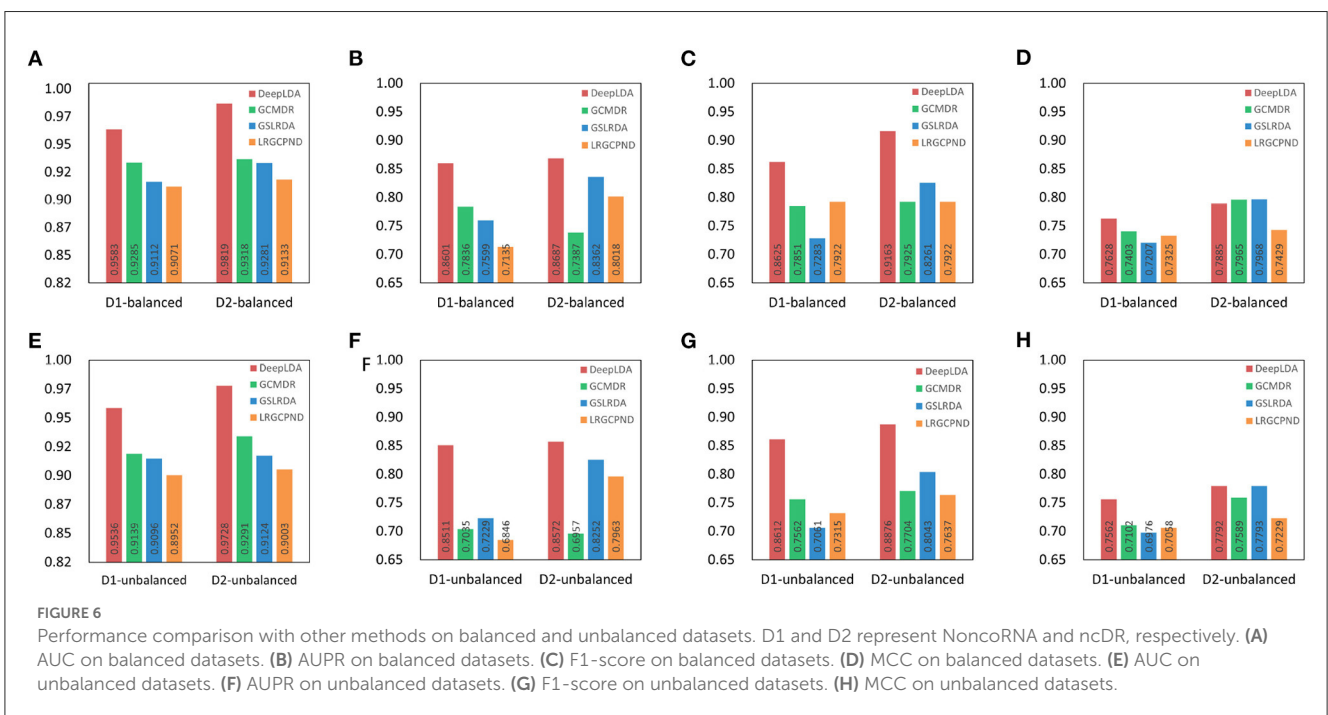 A
1.00
0.97
0.95
0.92
0.90
0.87
0.85
0.82
DeepLDA
GCMDR
GSLRDA
LRGCPND
0.9583
0.9285
0.9112
0.9071
0.9819
0.9318
0.9281
0.9133
D1-balanced
D2-balanced
B
1.00
0.95
0.90
0.85
0.80
0.75
0.70
0.65
DeepLDA
GCMDR
GSLRDA
LRGCPND
0.8601
0.7836
0.7599
0.7135
0.8687
0.7387
0.8362
0.8018
D1-balanced
D2-balanced
C
1.00
0.95
0.90
0.85
0.80
0.75
0.70
0.65
DeepLDA
GCMDR
GSLRDA
LRGCPND
0.8625
0.7851
0.7283
0.7922
0.9163
0.7925
0.8261
0.7922
D1-balanced
D2-balanced
D
1.00
0.95
0.90
0.85
0.80
0.75
0.70
0.65
DeepLDA
GCMDR
GSLRDA
LRGCPND
0.7628
0.7403
0.7207
0.7325
0.7885
0.7965
0.7968
0.7429
D1-balanced
D2-balanced
E
1.00
0.97
0.95
0.92
0.90
0.87
0.85
0.82
DeepLDA
GCMDR
GSLRDA
LRGCPND
0.9536
0.9139
0.9096
0.8952
0.9728
0.9291
0.9124
0.9003
D1-unbalanced
D2-unbalanced
F
F
1.00
0.95
0.90
0.85
0.80
0.75
0.70
0.65
DeepLDA
GCMDR
GSLRDA
LRGCPND
0.8511
0.7035
0.7229
0.6846
0.8572
0.6957
0.8252
0.7963
D1-unbalanced
D2-unbalanced
G
1.00
0.95
0.90
0.85
0.80
0.75
0.70
0.65
DeepLDA
GCMDR
GSLRDA
LRGCPND
0.8612
0.7562
0.7061
0.7315
0.8876
0.7704
0.8043
0.7637
D1-unbalanced
D2-unbalanced
H
1.00
0.95
0.90
0.85
0.80
0.75
0.70
0.65
DeepLDA
GCMDR
GSLRDA
LRGCPND
0.7562
0.7102
0.6976
0.7058
0.7792
0.7589
0.7793
0.7229
D1-unbalanced
D2-unbalanced
FIGURE 6
Performance comparison with other methods on balanced and unbalanced datasets. D1 and D2 represent NoncoRNA and ncDR, respectively. (A)
AUC on balanced datasets. (B) AUPR on balanced datasets. (C) F1-score on balanced datasets. (D) MCC on balanced datasets. (E) AUC on
unbalanced datasets. (F) AUPR on unbalanced datasets. (G) F1-score on unbalanced datasets. (H) MCC on unbalanced datasets.